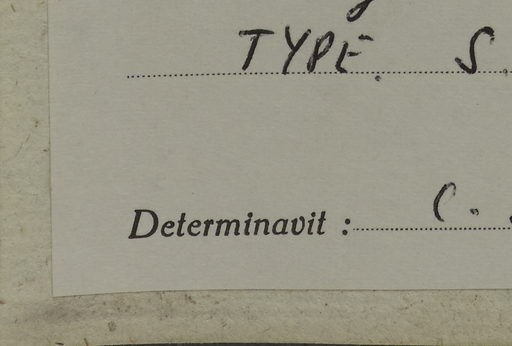 TYPE. S.
Determinavit : C.